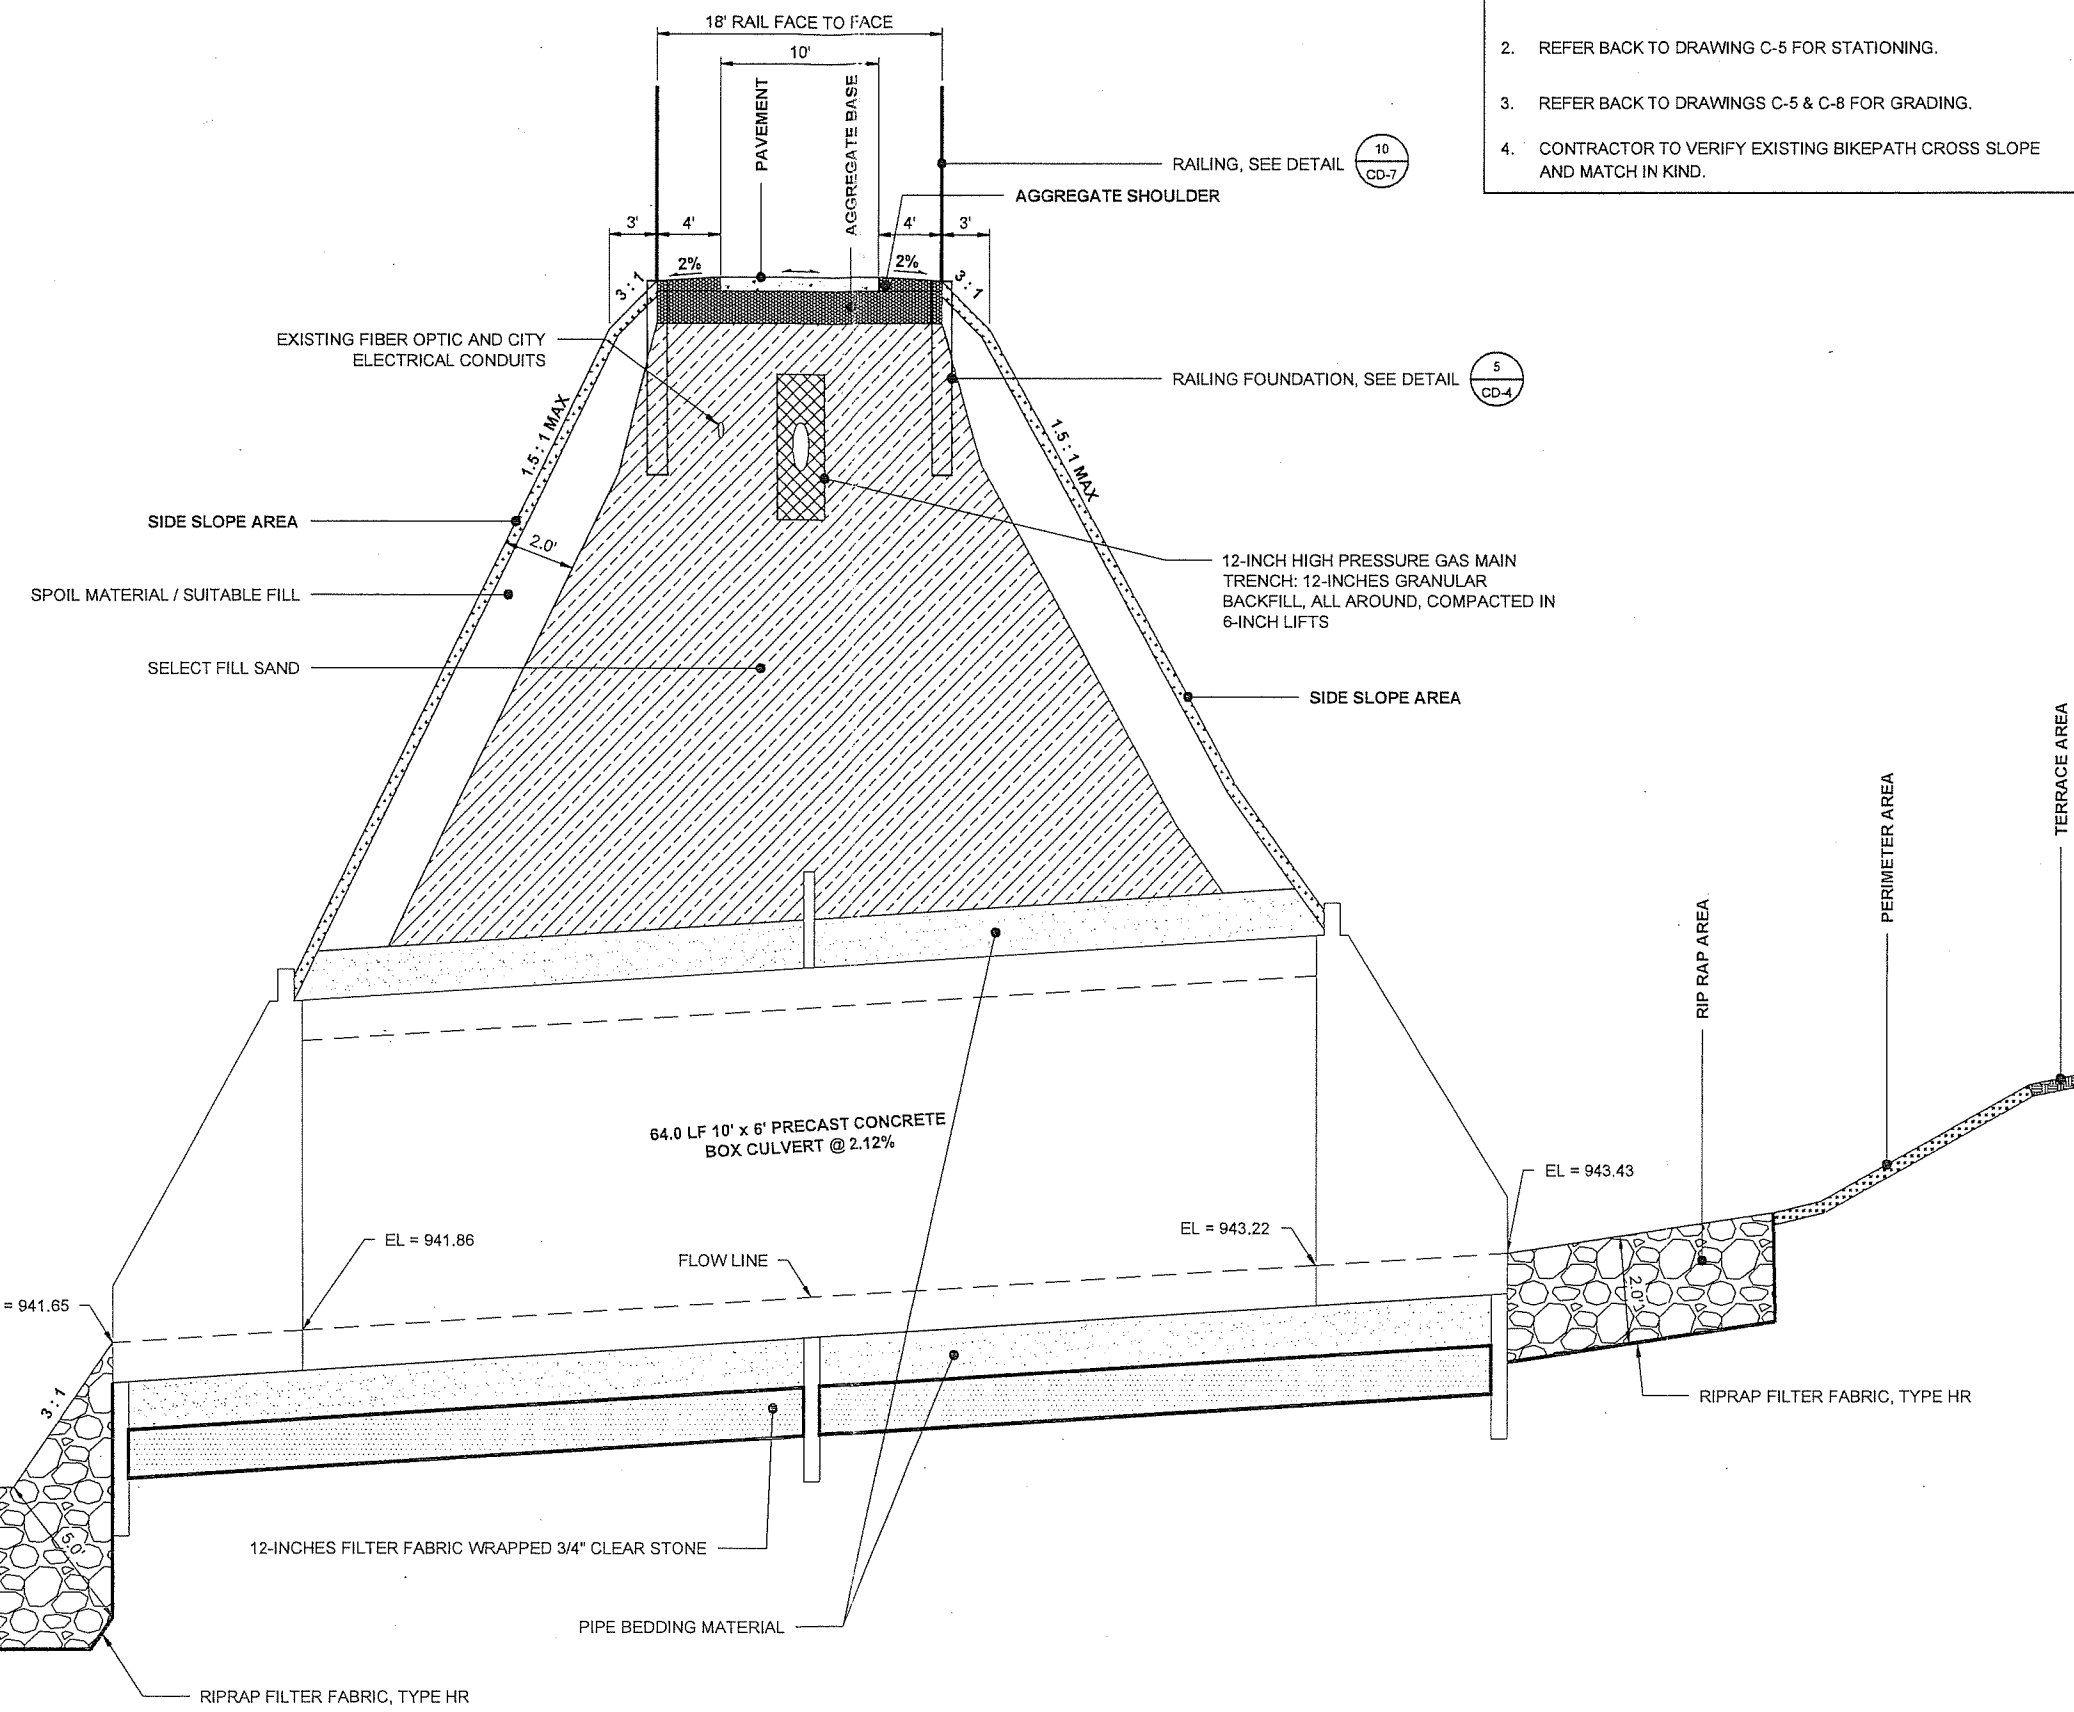 18' RAIL FACE TO FACE
10'
PAVEMENT
AGGREGATE BASE
2. REFER BACK TO DRAWING C-5 FOR STATIONING.
3. REFER BACK TO DRAWINGS C-5 & C-8 FOR GRADING.
4. CONTRACTOR TO VERIFY EXISTING BIKEPATH CROSS SLOPE
AND MATCH IN KIND.
RAILING, SEE DETAIL
10
CD-7
AGGREGATE SHOULDER
3'
4'
4'
3'
2%
2%
3 : 1
3 : 1
EXISTING FIBER OPTIC AND CITY
ELECTRICAL CONDUITS
RAILING FOUNDATION, SEE DETAIL
5
CD-4
1.5 : 1 MAX
1.5 : 1 MAX
SIDE SLOPE AREA
2.0'
SPOIL MATERIAL / SUITABLE FILL
12-INCH HIGH PRESSURE GAS MAIN
TRENCH: 12-INCHES GRANULAR
BACKFILL, ALL AROUND, COMPACTED IN
6-INCH LIFTS
SELECT FILL SAND
SIDE SLOPE AREA
TERRACE AREA
PERIMETER AREA
RIP RAP AREA
64.0 LF 10' x 6' PRECAST CONCRETE
BOX CULVERT @ 2.12%
EL = 943.43
EL = 943.22
EL = 941.86
FLOW LINE
= 941.65
2.0'
3 : 1
RIPRAP FILTER FABRIC, TYPE HR
5.0'
12-INCHES FILTER FABRIC WRAPPED 3/4" CLEAR STONE
PIPE BEDDING MATERIAL
RIPRAP FILTER FABRIC, TYPE HR